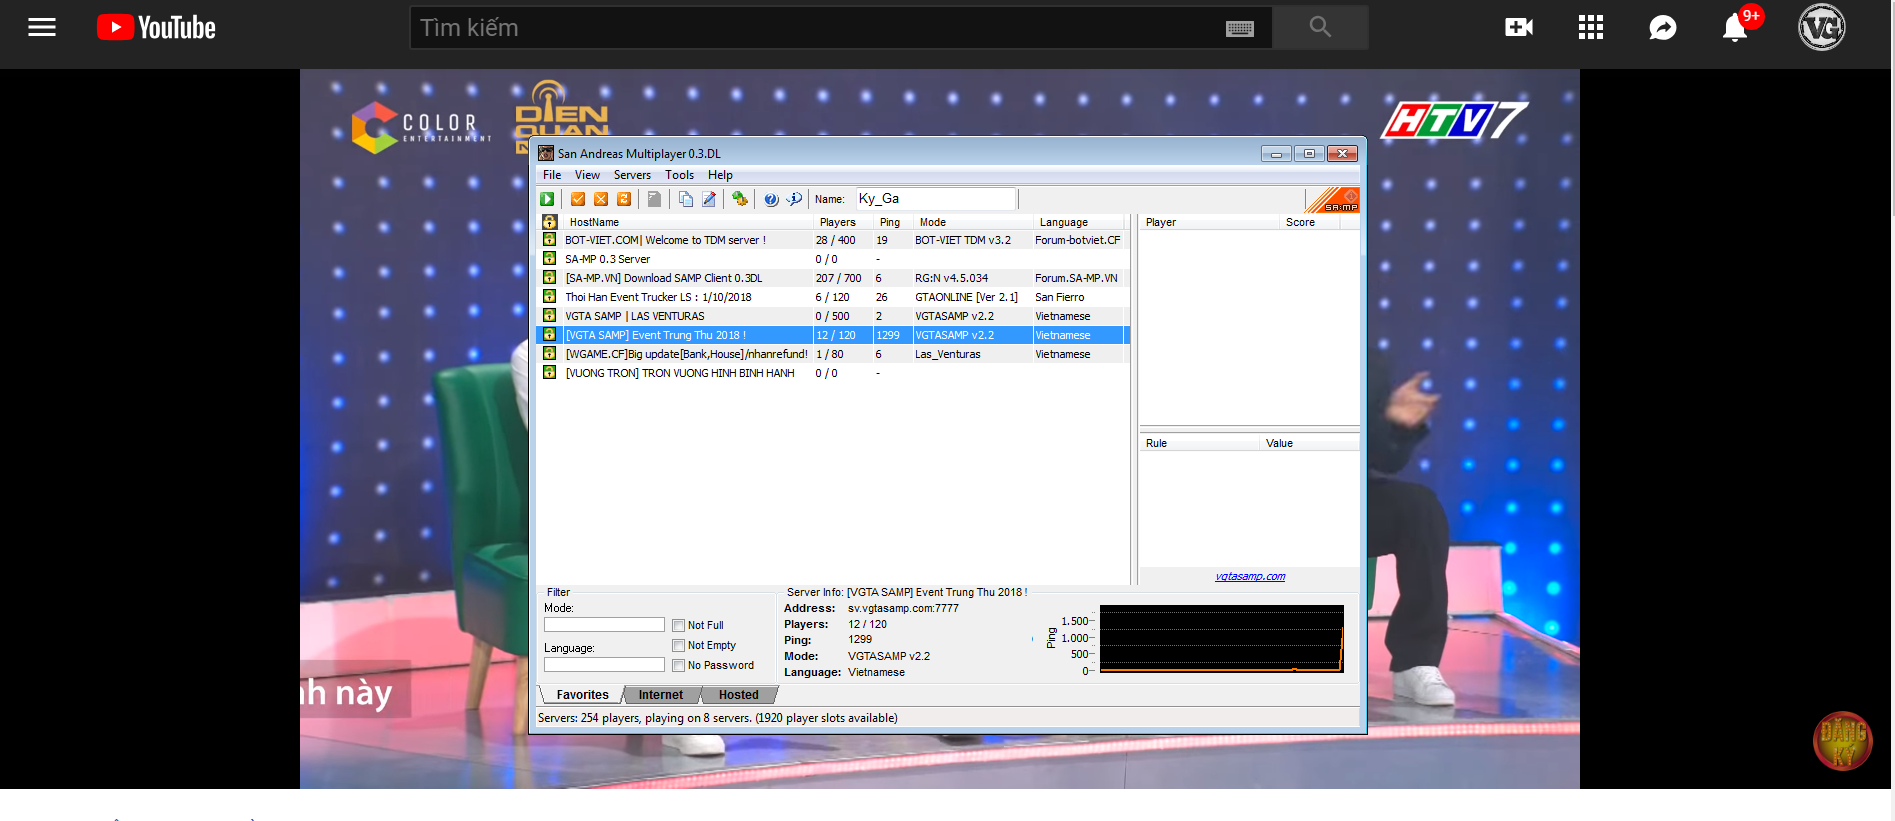 YouTube
Tìm kiếm
9+
VG
COLOR
ENTERTAINMENT
DIEN
QUAN
HTV7
San Andreas Multiplayer 0.3.DL
File View Servers Tools Help
Name: Ky_Ga
SA:MP
HostName Players Ping Mode Language
BOT-VIET.COM| Welcome to TDM server ! 28 / 400 19 BOT-VIET TDM v3.2 Forum-botviet.CF
SA-MP 0.3 Server 0 / 0 -
[SA-MP.VN] Download SAMP Client 0.3DL 207 / 700 6 RG:N v4.5.034 Forum.SA-MP.VN
Thoi Han Event Trucker LS : 1/10/2018 6 / 120 26 GTAONLINE [Ver 2.1] San Fierro
VGTA SAMP | LAS VENTURAS 0 / 500 2 VGTASAMP v2.2 Vietnamese
[VGTA SAMP] Event Trung Thu 2018 ! 12 / 120 1299 VGTASAMP v2.2 Vietnamese
[WGAME.CF]Big update[Bank,House]/nhanrefund! 1 / 80 6 Las_Venturas Vietnamese
[VUONG TRON] TRON VUONG HINH BINH HANH 0 / 0 -
Player Score
Rule Value
vgtasamp.com
Filter
Mode:
Not Full
Not Empty
Language:
No Password
Server Info: [VGTA SAMP] Event Trung Thu 2018 !
Address: sv.vgtasamp.com:7777
Players: 12 / 120
Ping: 1299
Mode: VGTASAMP v2.2
Language: Vietnamese
Ping
1.500
1.000
500
0
Favorites Internet Hosted
Servers: 254 players, playing on 8 servers. (1920 player slots available)
nh này
ĐĂNG
KÝ